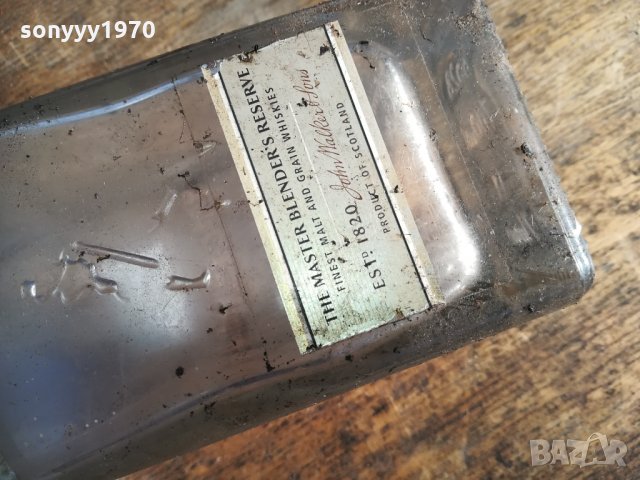 sonyyy1970
THE MASTER BLENDER'S RESERVE
FINEST MALT AND GRAIN WHISKIES
ESTD 1820 John Walker & Sons
PRODUCT OF SCOTLAND
BAZAR